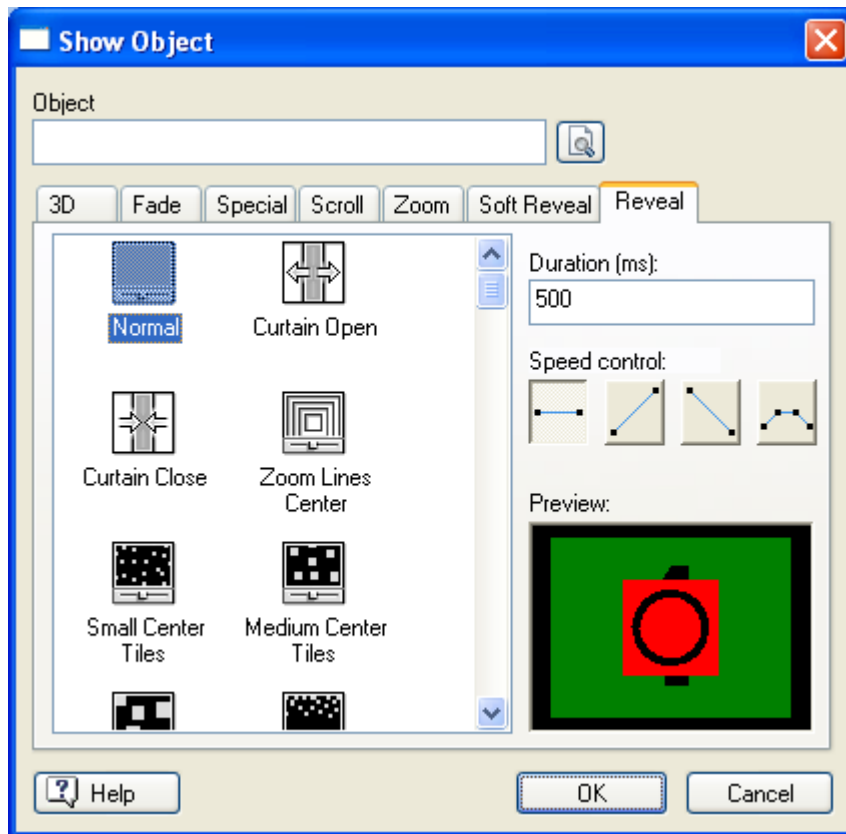 Show Object
Object
3D Fade Special Scroll Zoom Soft Reveal Reveal
Normal Curtain Open
Duration (ms):
500
Speed control:
Curtain Close Zoom Lines
Center
Preview:
Small Center Medium Center
Tiles Tiles
Help OK Cancel